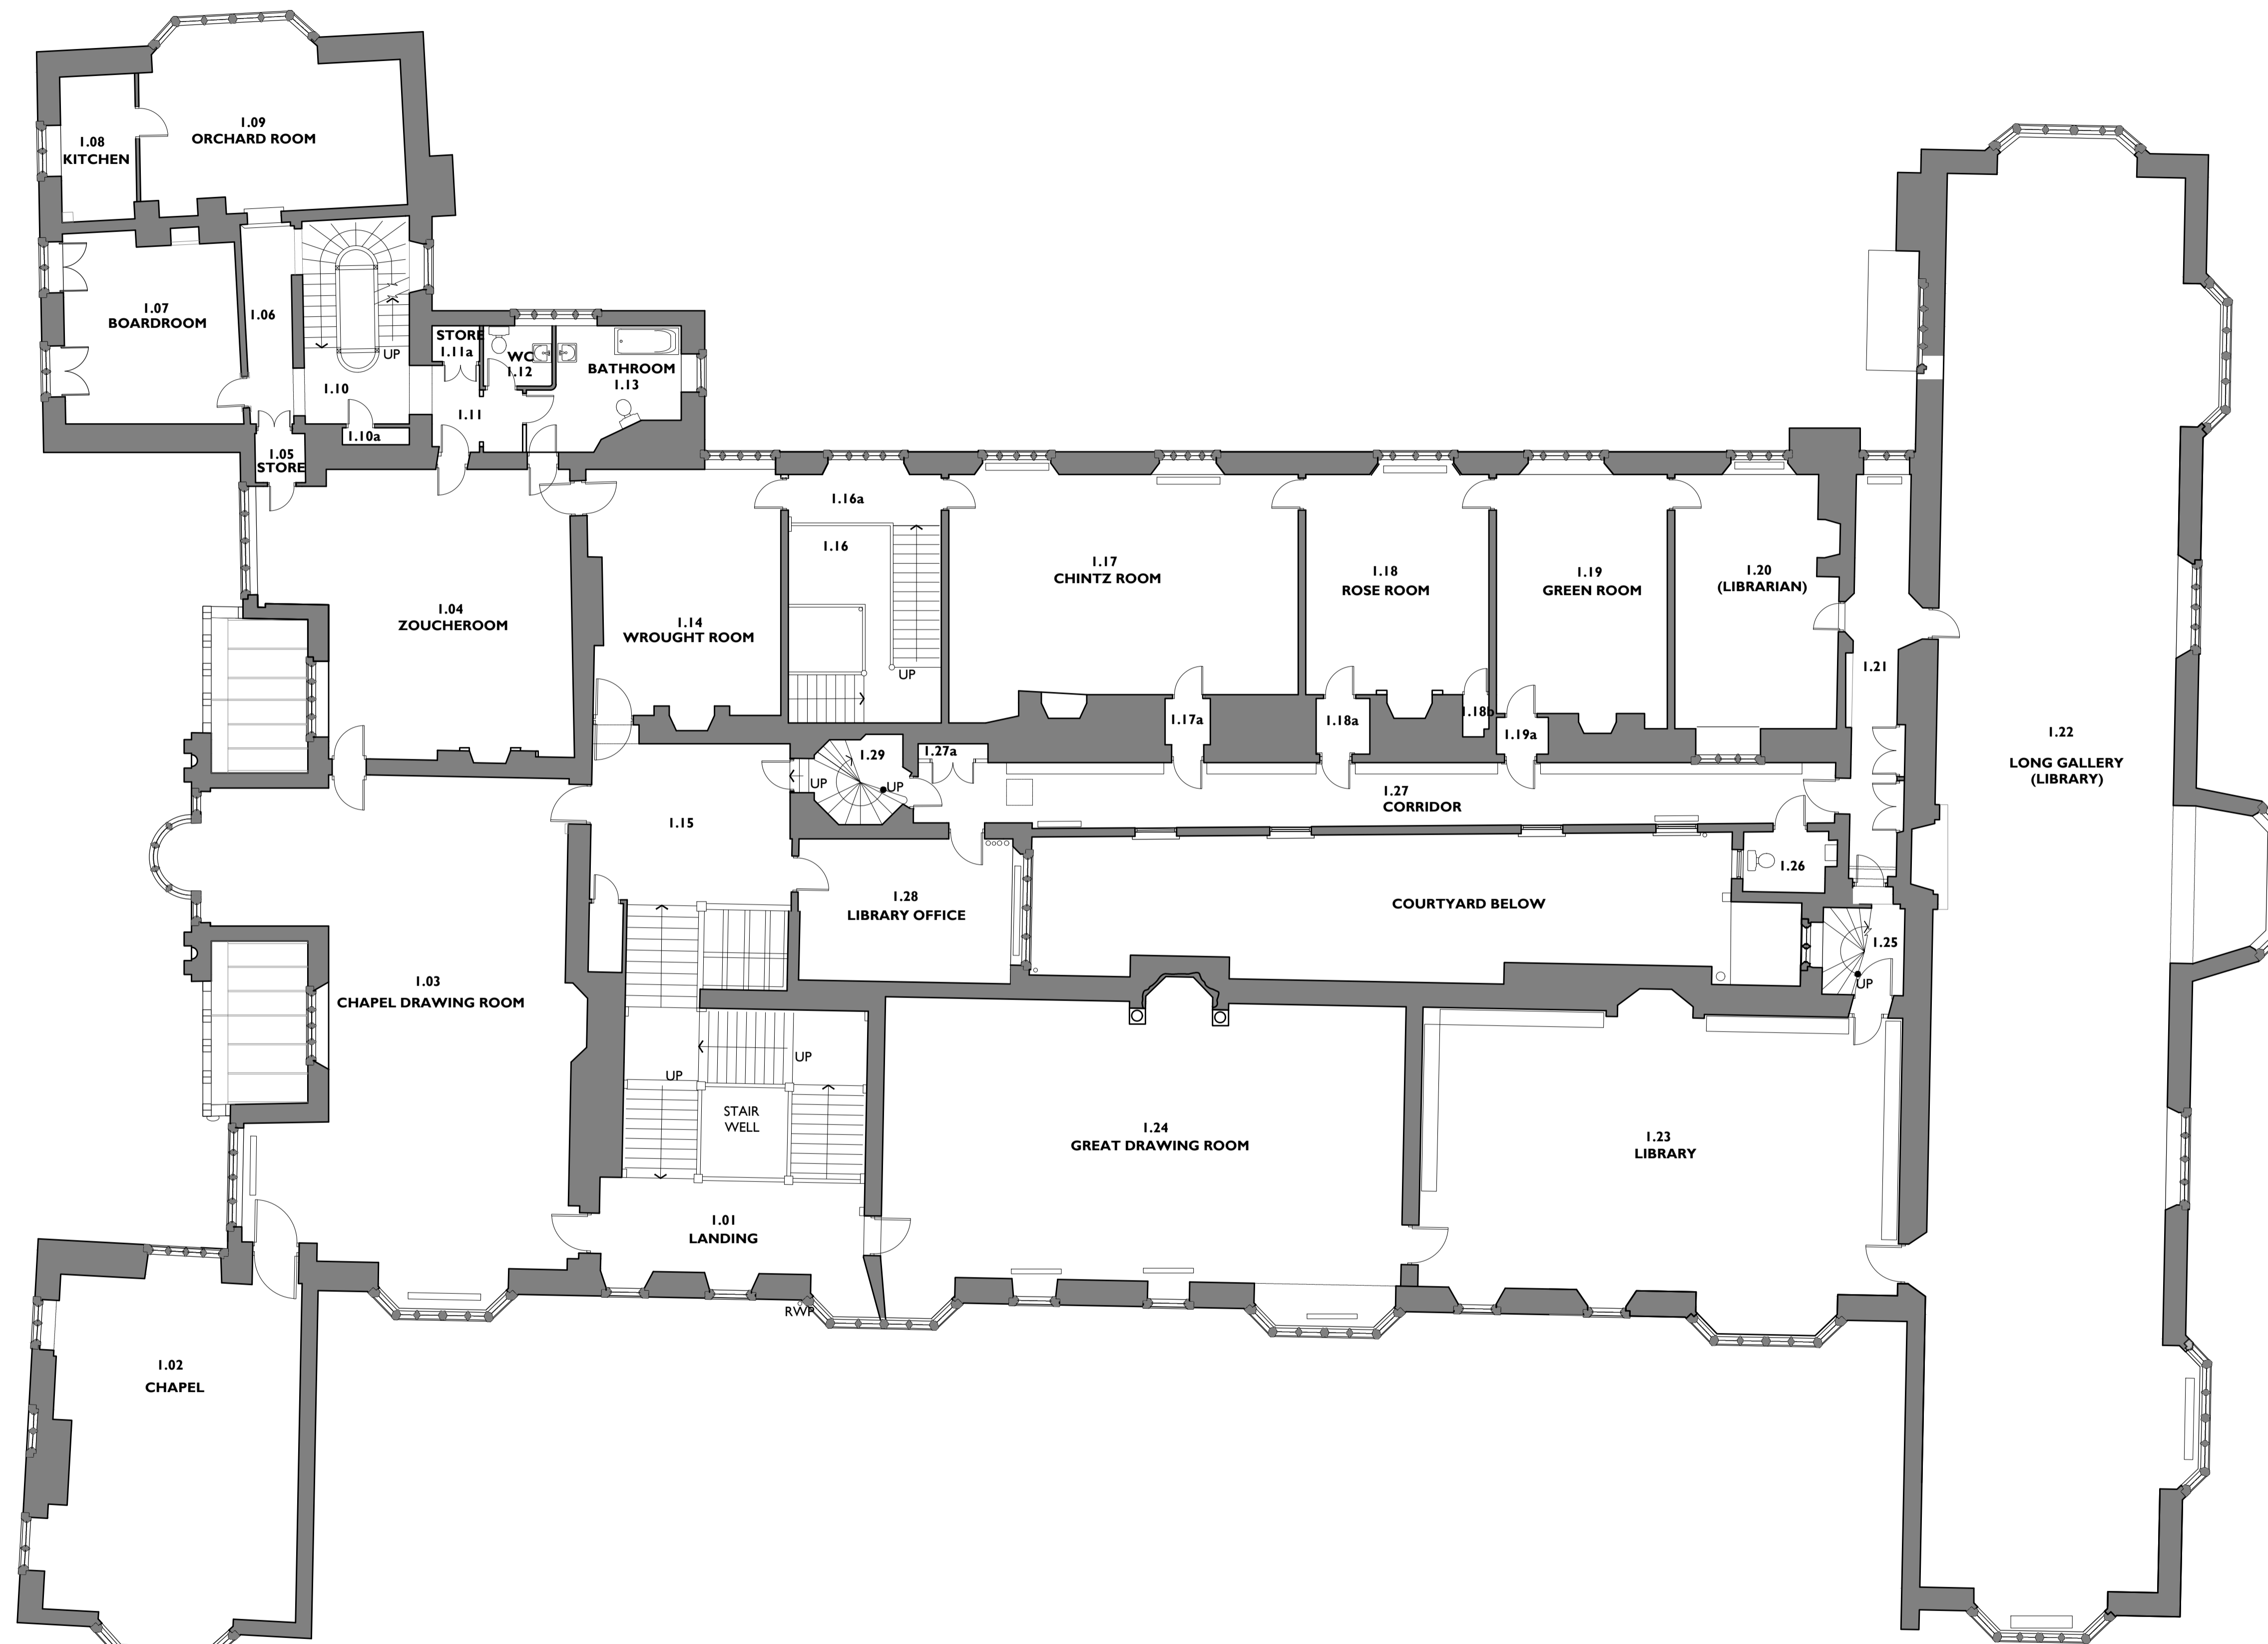 1.09
ORCHARD ROOM
1.08
KITCHEN
1.07
BOARDROOM
1.06
UP
1.10
1.10a
STORE
1.11a
WC
1.12
BATHROOM
1.13
1.11
1.05
STORE
1.04
ZOUCHEROOM
1.14
WROUGHT ROOM
1.16a
1.16
UP
1.17
CHINTZ ROOM
1.18
ROSE ROOM
1.19
GREEN ROOM
1.20
(LIBRARIAN)
1.21
1.22
LONG GALLERY
(LIBRARY)
1.17a
1.18a
1.18b
1.19a
1.29
UP
UP
1.27a
1.27
CORRIDOR
1.15
1.28
LIBRARY OFFICE
COURTYARD BELOW
1.26
1.25
UP
1.03
CHAPEL DRAWING ROOM
UP
UP
STAIR
WELL
1.24
GREAT DRAWING ROOM
1.23
LIBRARY
1.01
LANDING
RWP
1.02
CHAPEL